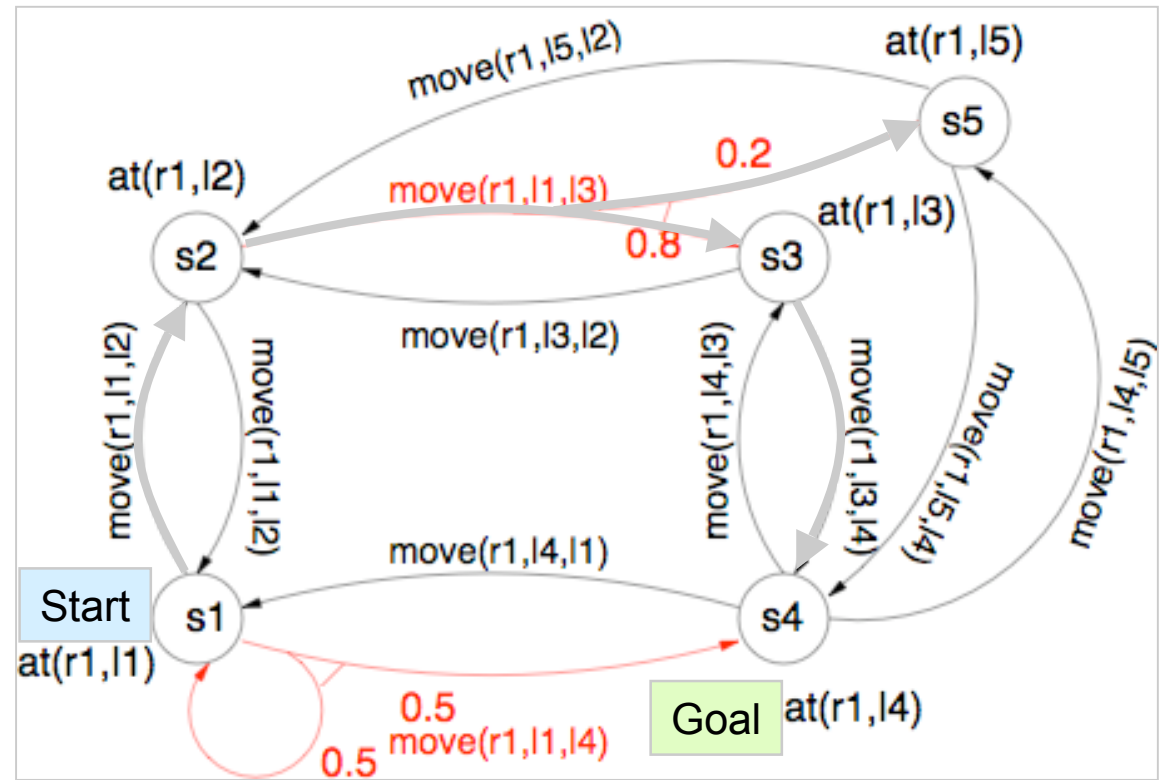 move(r1,l5,l2)
at(r1,l5)
s5
0.2
at(r1,l2)
move(r1,l1,l3)
at(r1,l3)
0.8
s2
s3
move(r1,l3,l2)
move(r1,l1,l2)
move(r1,l1,l2)
move(r1,l4,l3)
move(r1,l3,l4)
move(r1,l5,l4)
move(r1,l4,l5)
move(r1,l4,l1)
Start
s1
s4
at(r1,l1)
0.5
move(r1,l1,l4)
0.5
Goal
at(r1,l4)